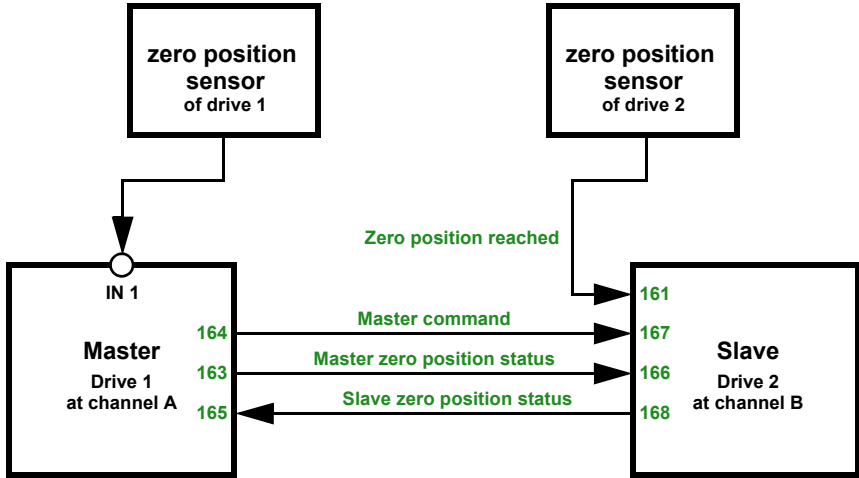 zero position
sensor
of drive 1
zero position
sensor
of drive 2
Zero position reached
IN 1
161
164
Master command
167
Master
Drive 1
at channel A
163
Master zero position status
166
Slave
Drive 2
at channel B
165
Slave zero position status
168